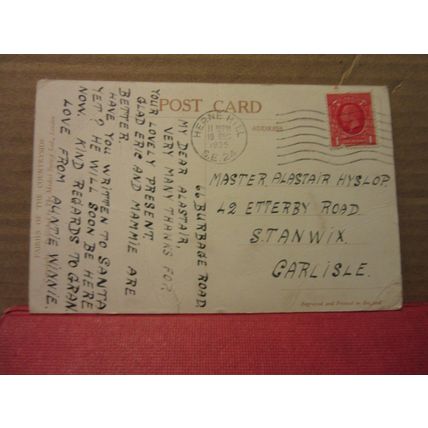 POST CARD
ADDRESS
HERNE HILL
1935
S.E.24
66 BURBAGE ROAD
MY DEAR ALASTAIR,
VERY MANY THANKS FOR
YOUR LOVELY PRESENT.
GLAD ERIC AND MAMMIE ARE
BETTER.
HAVE YOU WRITTEN TO SANTA
YET? HE WILL SOON BE HERE
NOW. KIND REGARDS TO GRAN
LOVE FROM AUNTIE WINNIE.
MASTER ALASTAIR HYSLOP,
42 ETTERBY ROAD
STANWIX.
CARLISLE.
Engraved and Printed in England